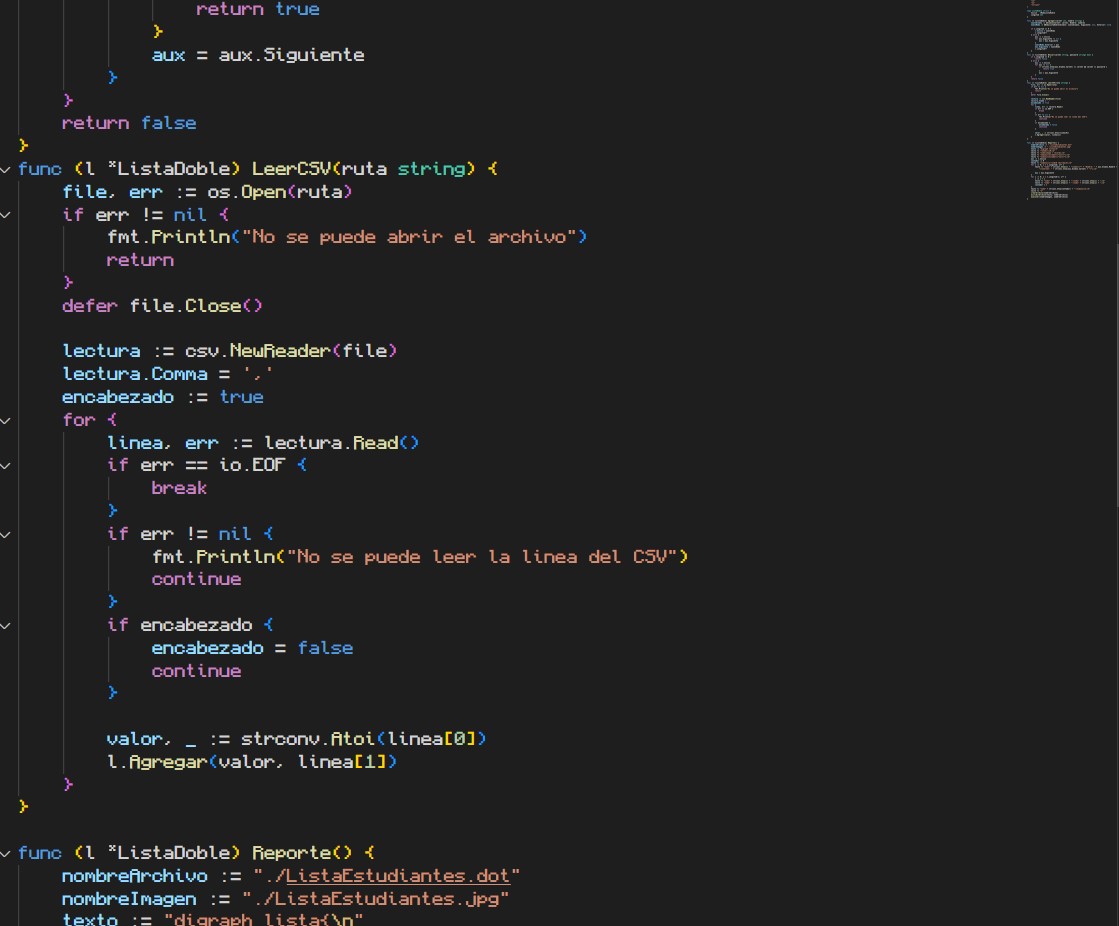 return true
            }
            aux = aux.Siguiente
        }
    }
    return false
}
func (l *ListaDoble) LeerCSV(ruta string) {
    file, err := os.Open(ruta)
    if err != nil {
        fmt.Println("No se puede abrir el archivo")
        return
    }
    defer file.Close()

    lectura := csv.NewReader(file)
    lectura.Comma = ','
    encabezado := true
    for {
        linea, err := lectura.Read()
        if err == io.EOF {
            break
        }
        if err != nil {
            fmt.Println("No se puede leer la linea del CSV")
            continue
        }
        if encabezado {
            encabezado = false
            continue
        }

        valor, _ := strconv.Atoi(linea[0])
        l.Agregar(valor, linea[1])
    }
}

func (l *ListaDoble) Reporte() {
    nombreArchivo := "./ListaEstudiantes.dot"
    nombreImagen := "./ListaEstudiantes.jpg"
    texto := "digraph lista{\n"